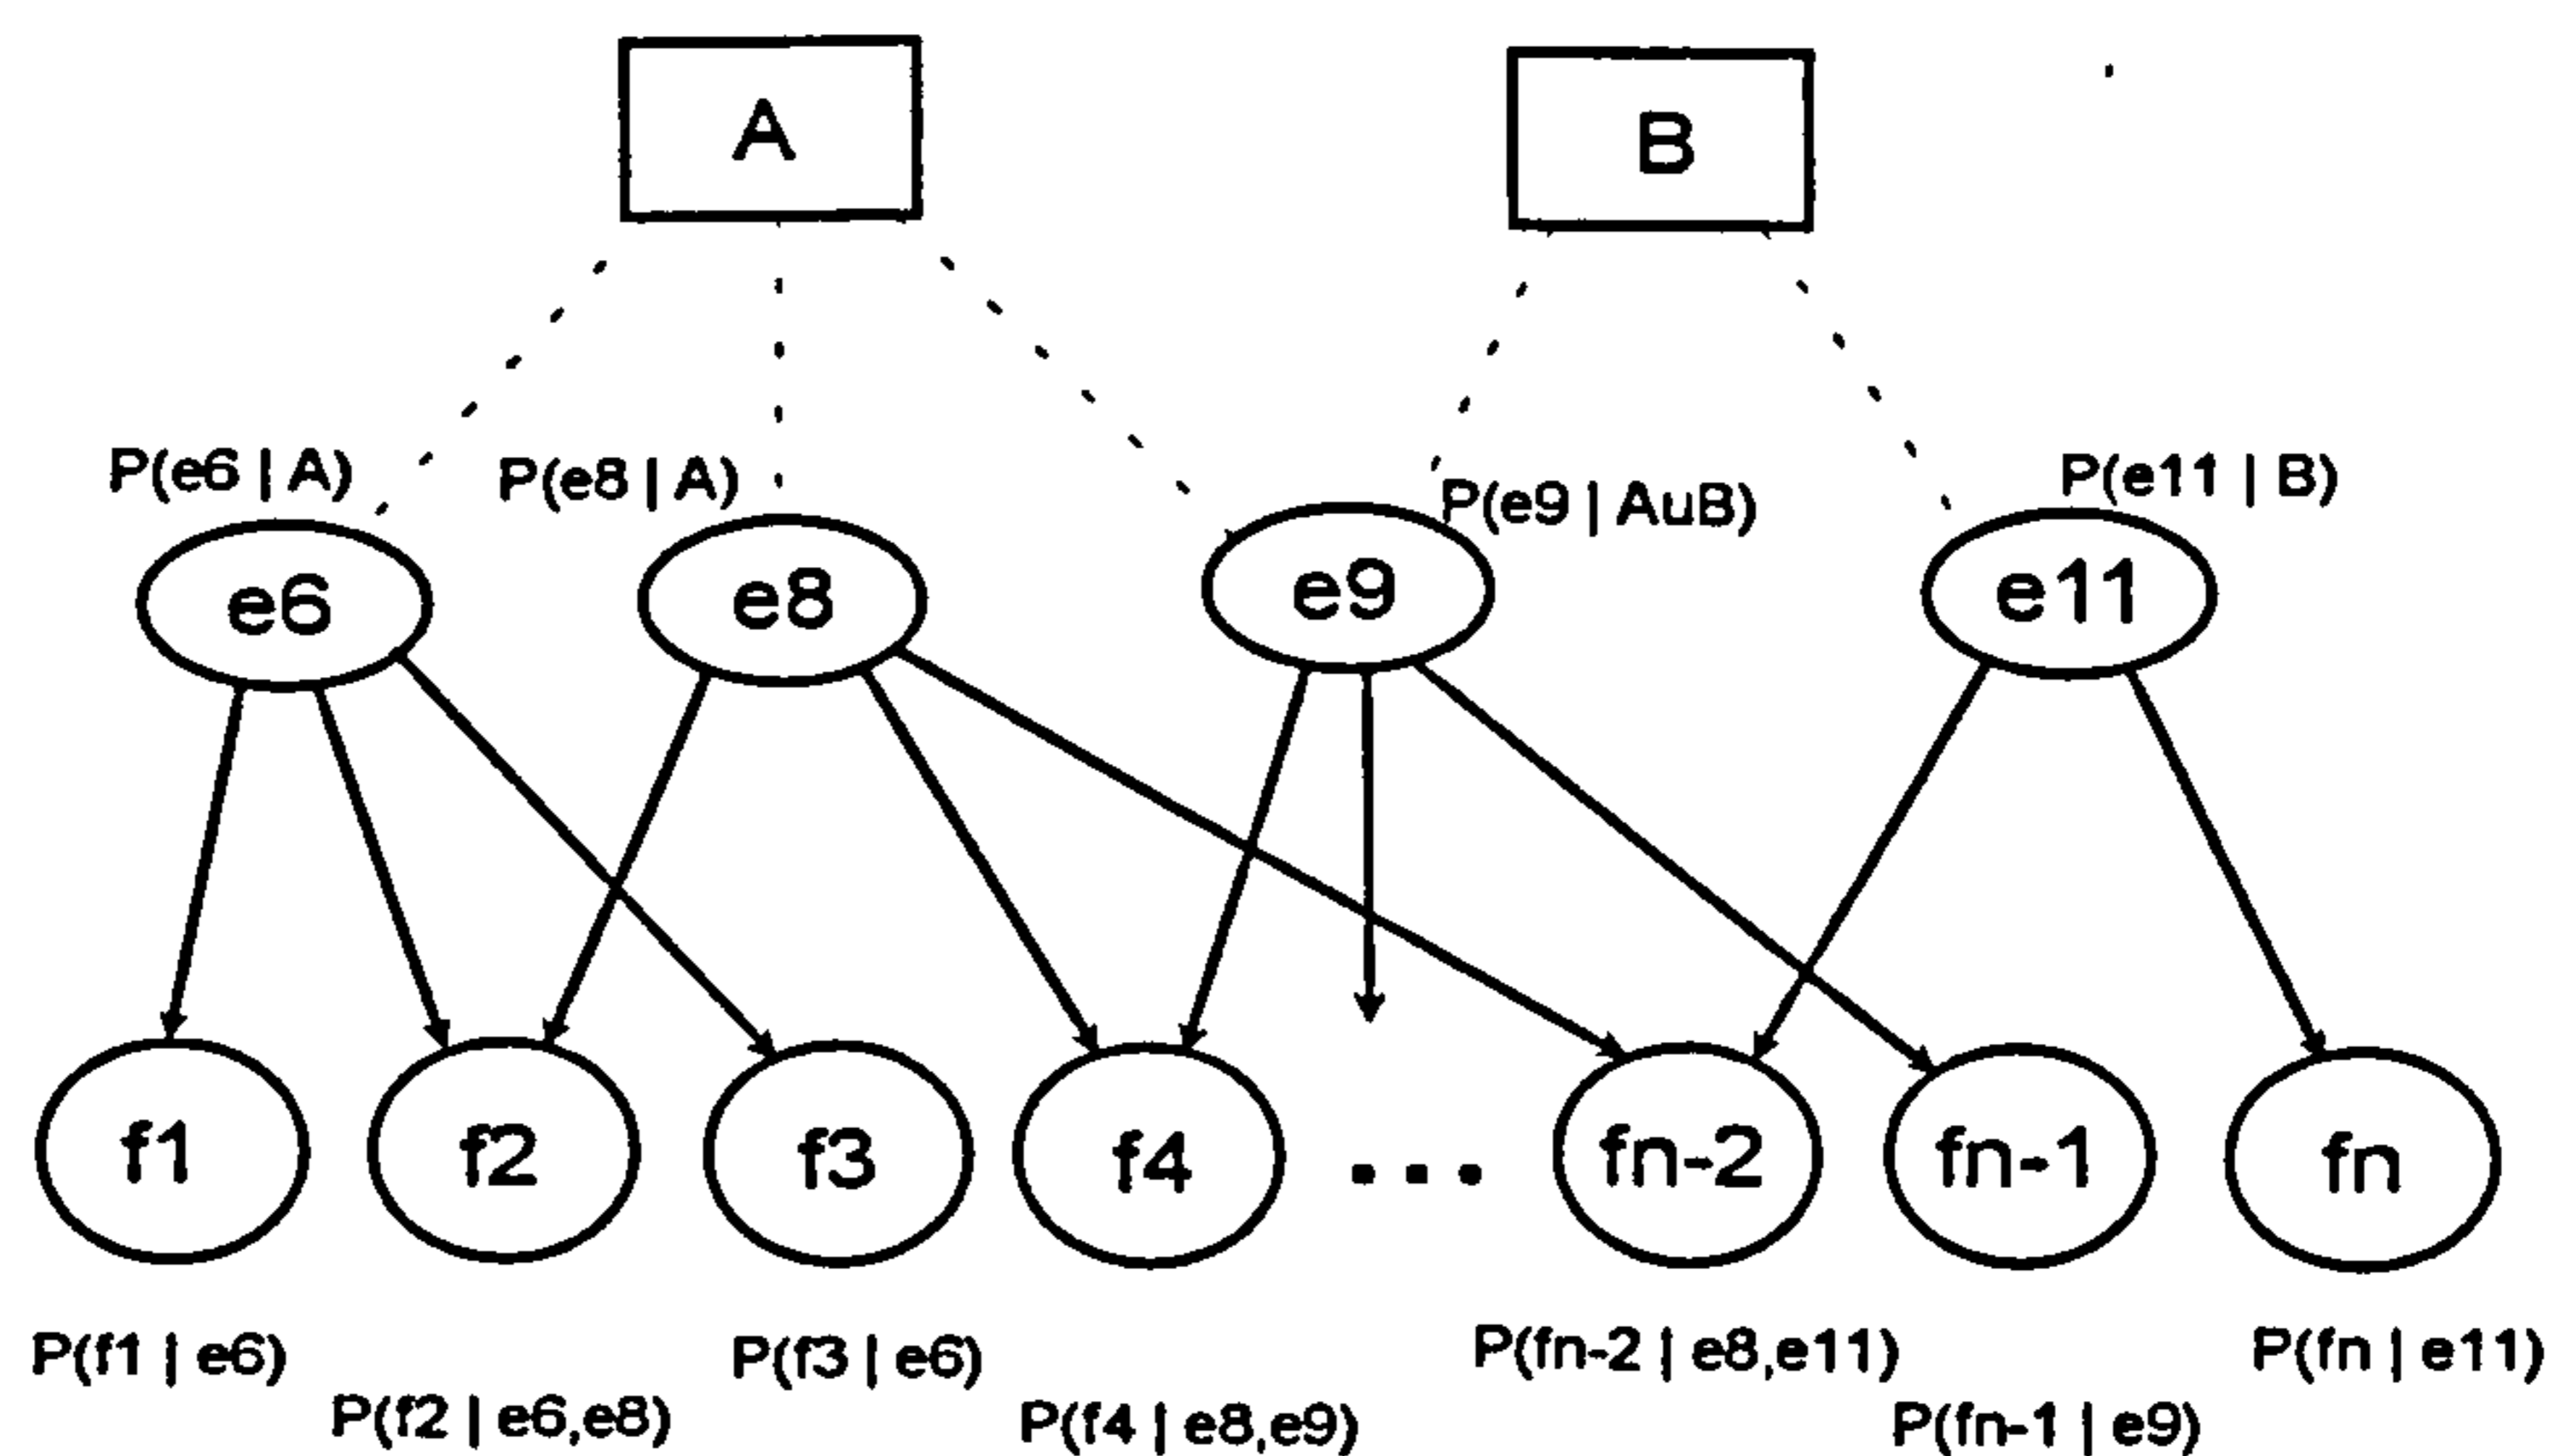 A
B
P(e6 | A)
P(e8 | A)
P(e9 | AuB)
P(e11 | B)
e6
e8
e9
e11
f1
f2
f3
f4
...
fn-2
fn-1
fn
P(f1 | e6)
P(f2 | e6,e8)
P(f3 | e6)
P(f4 | e8,e9)
P(fn-2 | e8,e11)
P(fn-1 | e9)
P(fn | e11)